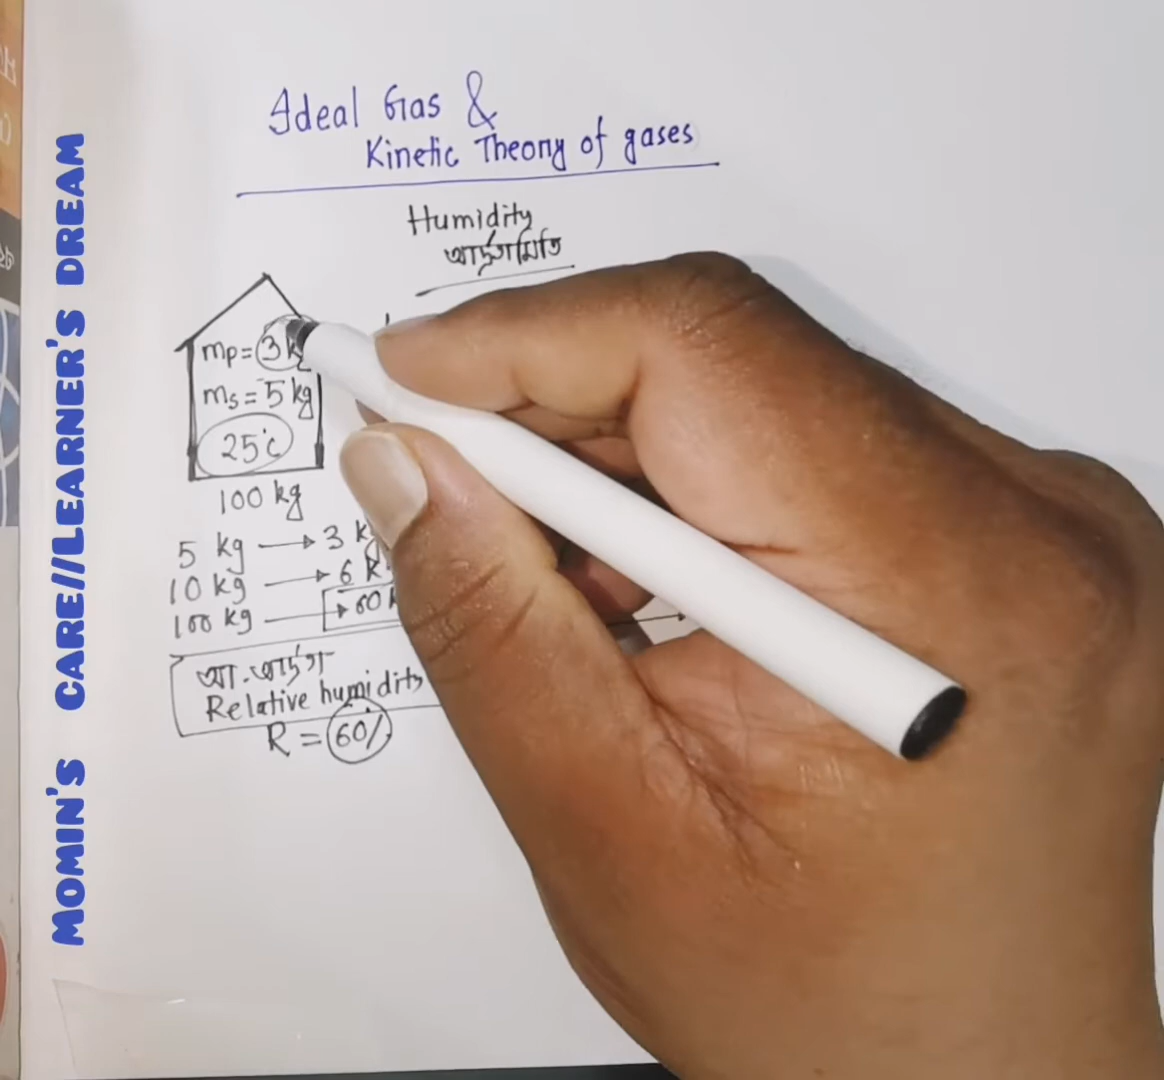 Ideal Gas &
Kinetic Theory of gases
Humidity
আর্দ্রতামিতি
mp = 3 k
ms = 5 kg
25°c
100 kg
5 kg → 3 k
10 kg → 6 k
100 kg → 60 k
আ. আর্দ্রতা
Relative humidity
R = 60%
MOMIN'S CARE//LEARNER'S DREAM